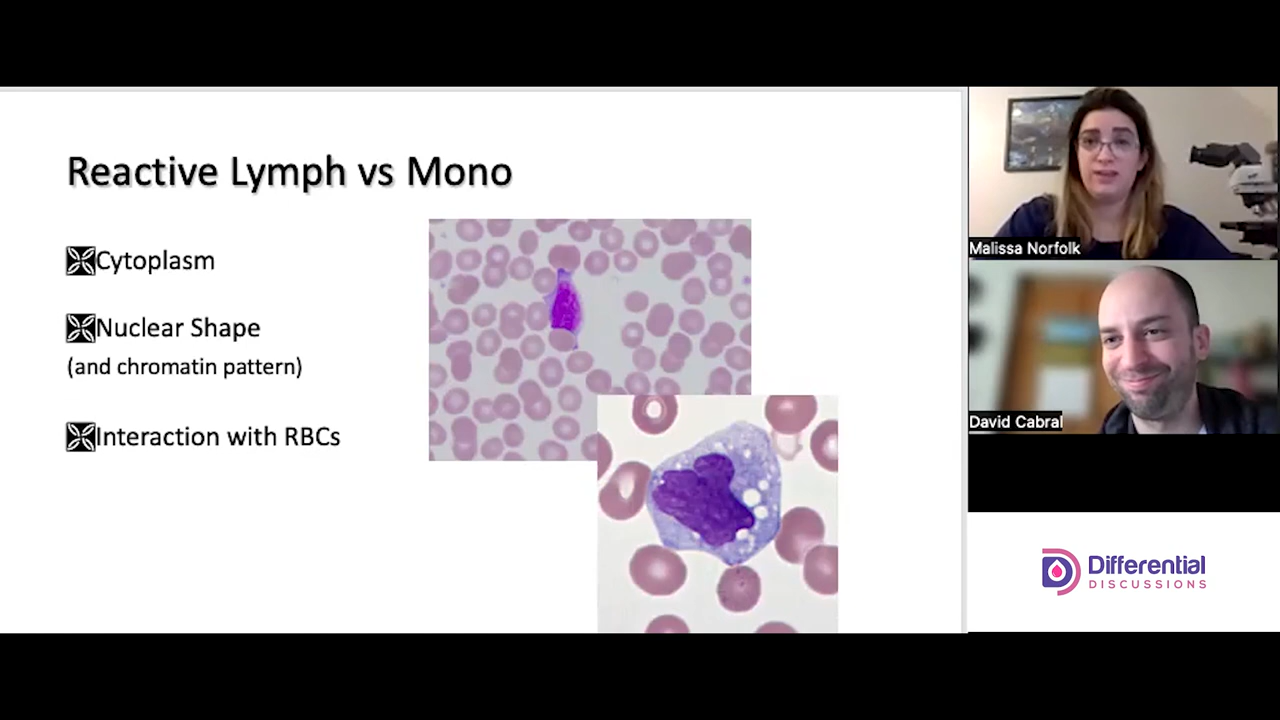 Reactive Lymph vs Mono
Cytoplasm
Nuclear Shape
(and chromatin pattern)
Interaction with RBCs
Malissa Norfolk
David Cabral
Differential
DISCUSSIONS